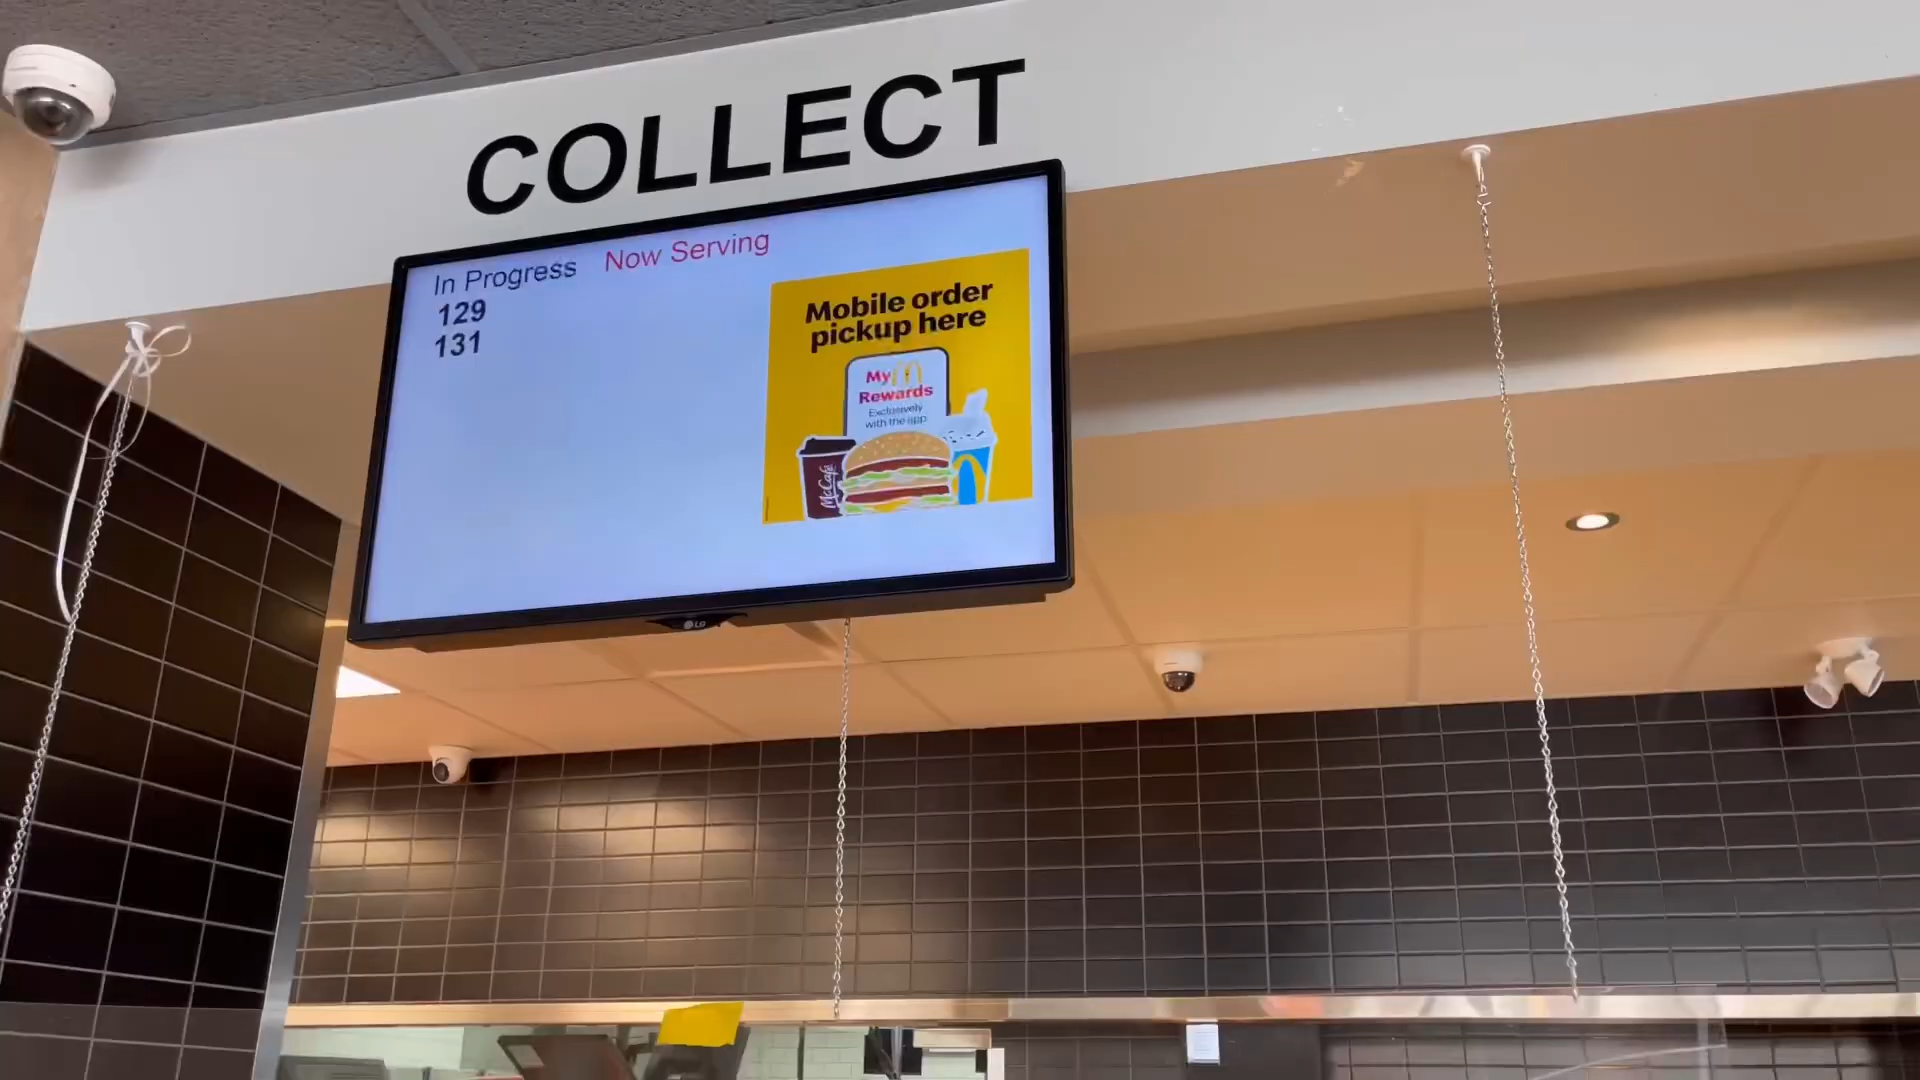 COLLECT
In Progress
129
131
Now Serving
Mobile order
pickup here
My
Rewards
Exclusively
with the app
McCafé
LG